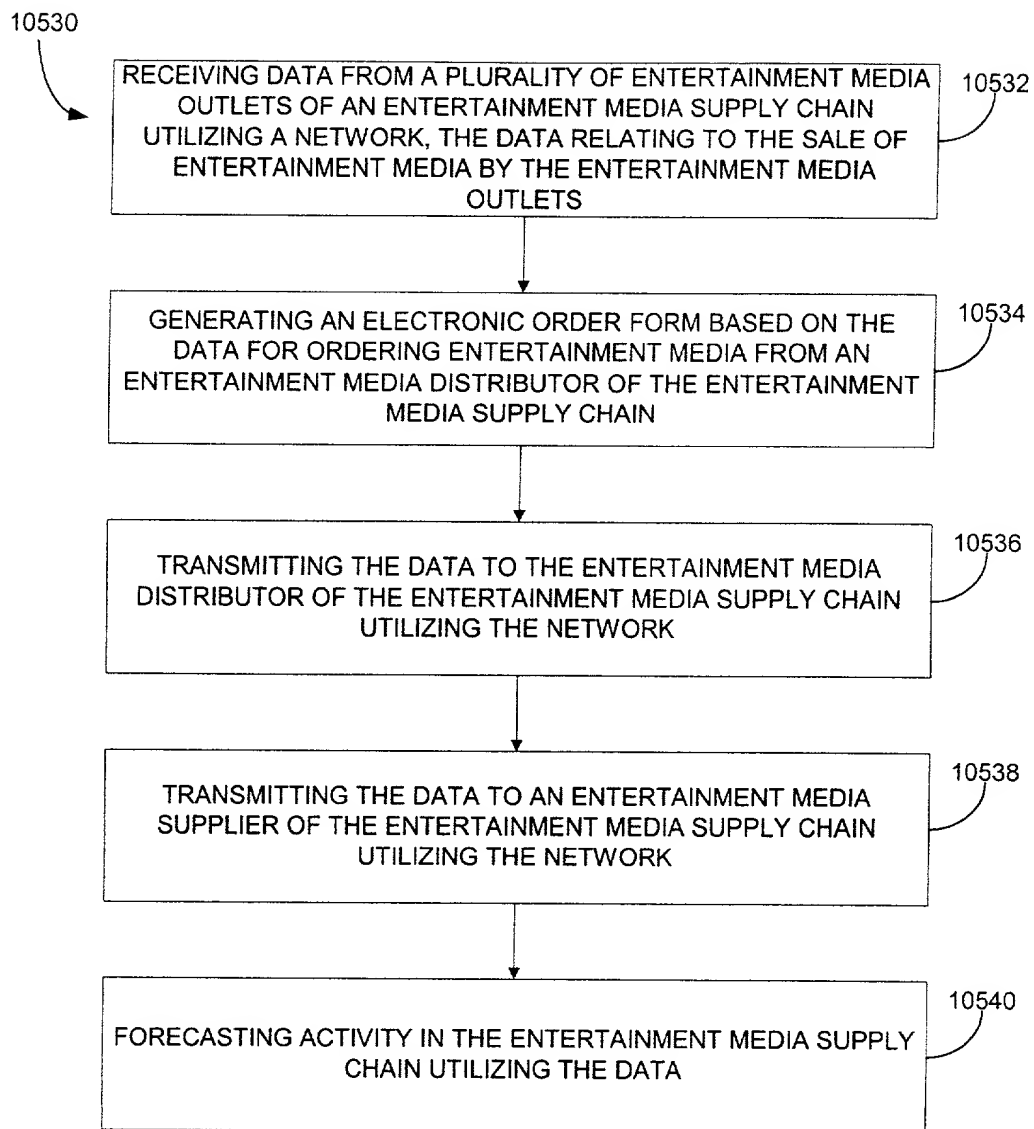 10530
RECEIVING DATA FROM A PLURALITY OF ENTERTAINMENT MEDIA
OUTLETS OF AN ENTERTAINMENT MEDIA SUPPLY CHAIN
UTILIZING A NETWORK, THE DATA RELATING TO THE SALE OF
ENTERTAINMENT MEDIA BY THE ENTERTAINMENT MEDIA
OUTLETS
10532
GENERATING AN ELECTRONIC ORDER FORM BASED ON THE
DATA FOR ORDERING ENTERTAINMENT MEDIA FROM AN
ENTERTAINMENT MEDIA DISTRIBUTOR OF THE ENTERTAINMENT
MEDIA SUPPLY CHAIN
10534
TRANSMITTING THE DATA TO THE ENTERTAINMENT MEDIA
DISTRIBUTOR OF THE ENTERTAINMENT MEDIA SUPPLY CHAIN
UTILIZING THE NETWORK
10536
TRANSMITTING THE DATA TO AN ENTERTAINMENT MEDIA
SUPPLIER OF THE ENTERTAINMENT MEDIA SUPPLY CHAIN
UTILIZING THE NETWORK
10538
FORECASTING ACTIVITY IN THE ENTERTAINMENT MEDIA SUPPLY
CHAIN UTILIZING THE DATA
10540